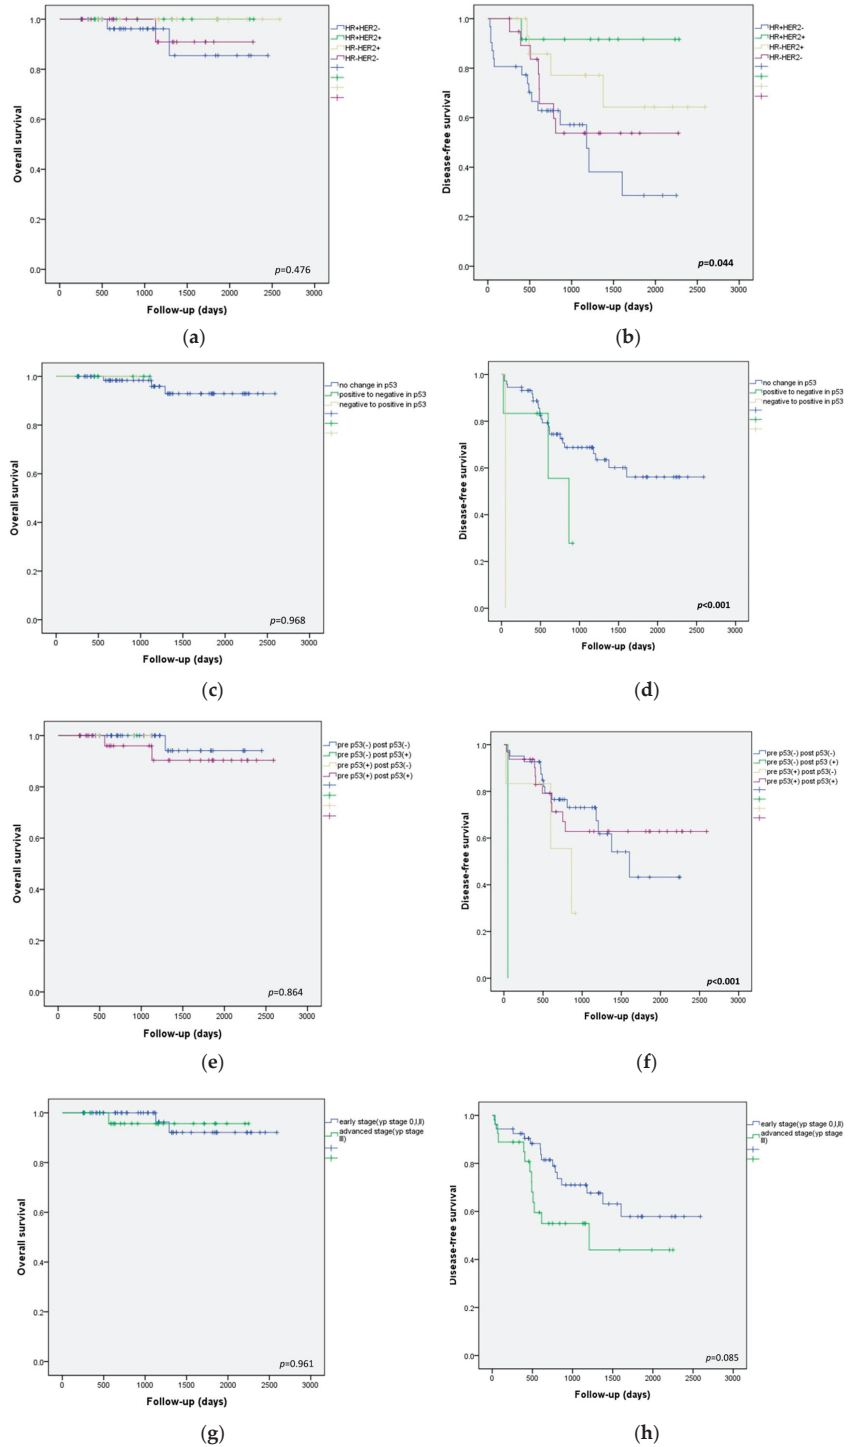 1.0
0.8
0.6
0.4
0.2
0.0
Overall survival
0 500 1000 1500 2000 2500 3000
Follow-up (days)
HR+HER2-
HR+HER2+
HR-HER2+
HR-HER2-
p=0.476
(a)
1.0
0.8
0.6
0.4
0.2
0.0
Disease-free survival
0 500 1000 1500 2000 2500 3000
Follow-up (days)
HR+HER2-
HR+HER2+
HR-HER2+
HR-HER2-
p=0.044
(b)
1.0
0.8
0.6
0.4
0.2
0.0
Overall survival
0 500 1000 1500 2000 2500 3000
Follow-up (days)
no change in p53
positive to negative in p53
negative to positive in p53
p=0.968
(c)
1.0
0.8
0.6
0.4
0.2
0.0
Disease-free survival
0 500 1000 1500 2000 2500 3000
Follow-up (days)
no change in p53
positive to negative in p53
negative to positive in p53
p<0.001
(d)
1.0
0.8
0.6
0.4
0.2
0.0
Overall survival
0 500 1000 1500 2000 2500 3000
Follow-up (days)
pre p53(-) post p53(-)
pre p53(-) post p53(+)
pre p53(+) post p53(-)
pre p53(+) post p53(+)
p=0.864
(e)
1.0
0.8
0.6
0.4
0.2
0.0
Disease-free survival
0 500 1000 1500 2000 2500 3000
Follow-up (days)
pre p53(-) post p53(-)
pre p53(-) post p53 (+)
pre p53(+) post p53(-)
pre p53(+) post p53(+)
p<0.001
(f)
1.0
0.8
0.6
0.4
0.2
0.0
Overall survival
0 500 1000 1500 2000 2500 3000
Follow-up (days)
early stage(yp stage 0,I,II)
advanced stage(yp stage
III)
p=0.961
(g)
1.0
0.8
0.6
0.4
0.2
0.0
Disease-free survival
0 500 1000 1500 2000 2500 3000
Follow-up (days)
early stage(yp stage 0,I,II)
advanced stage(yp stage
III)
p=0.085
(h)